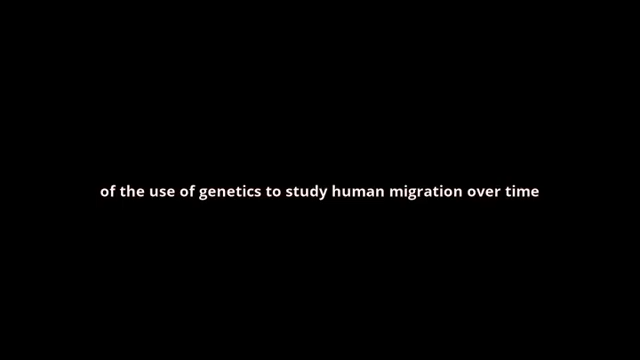 of the use of genetics to study human migration over time